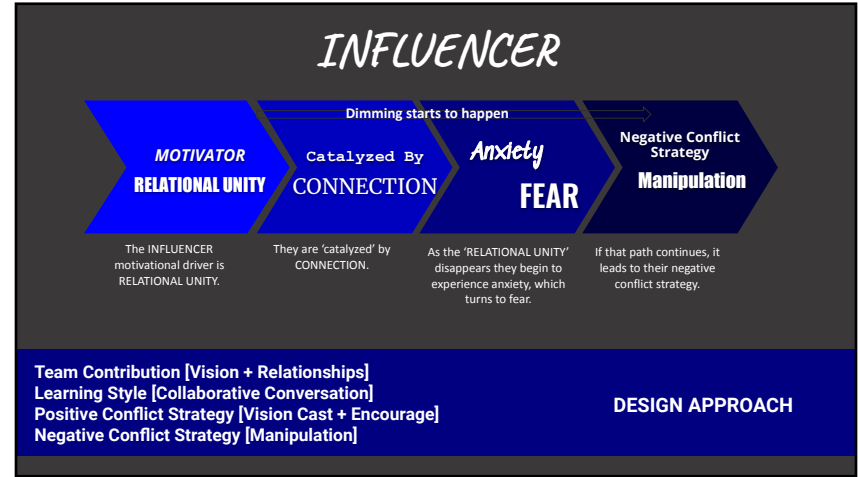 INFLUENCER
Dimming starts to happen
MOTIVATOR
RELATIONAL UNITY
Catalyzed By
CONNECTION
Anxiety
FEAR
Negative Conflict
Strategy
Manipulation
The INFLUENCER
motivational driver is
RELATIONAL UNITY.
They are ‘catalyzed’ by
CONNECTION.
As the ‘RELATIONAL UNITY’
disappears they begin to
experience anxiety, which
turns to fear.
If that path continues, it
leads to their negative
conflict strategy.
Team Contribution [Vision + Relationships]
Learning Style [Collaborative Conversation]
Positive Conflict Strategy [Vision Cast + Encourage]
Negative Conflict Strategy [Manipulation]
DESIGN APPROACH